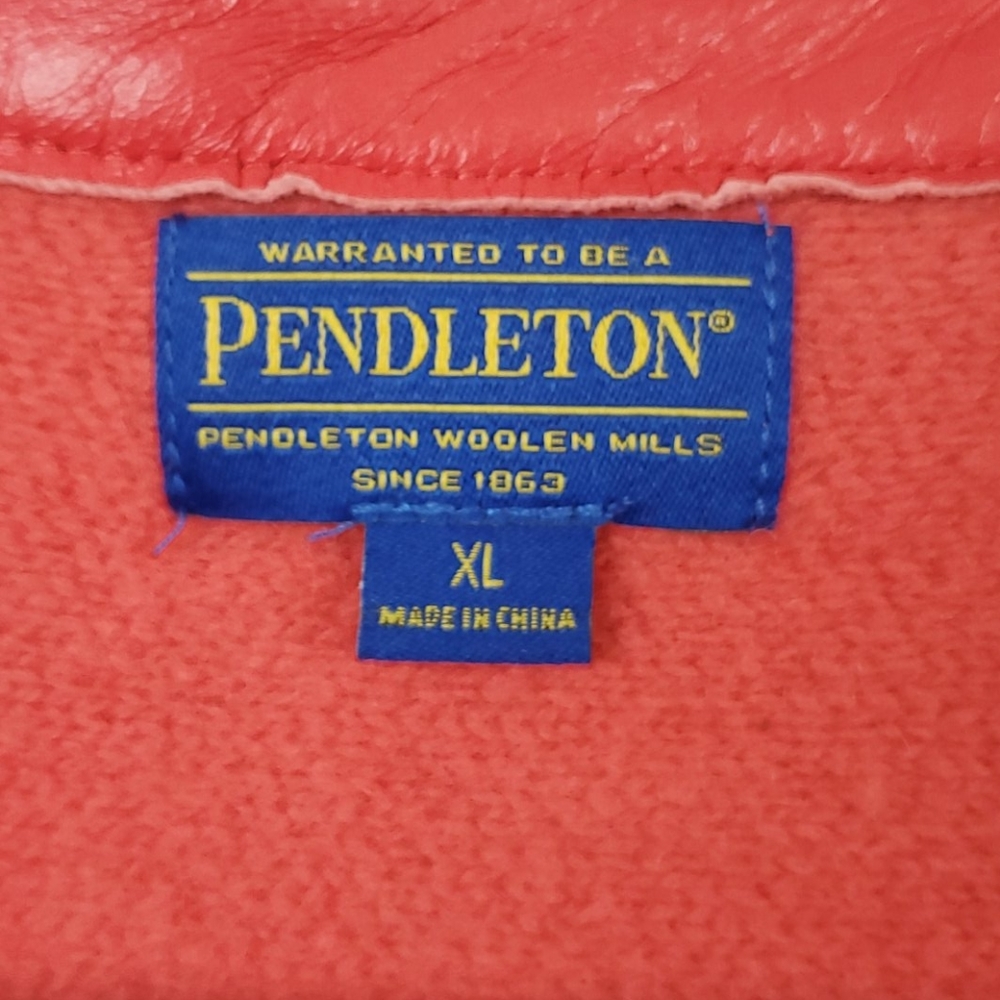 WARRANTED TO BE A
PENDLETON®
PENDLETON WOOLEN MILLS
SINCE 1863
XL
MADE IN CHINA